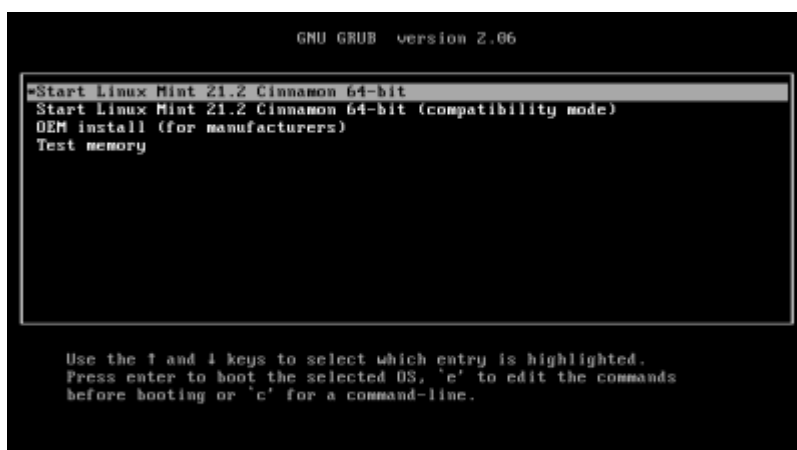 GNU GRUB version 2.06
*Start Linux Mint 21.2 Cinnamon 64-bit
Start Linux Mint 21.2 Cinnamon 64-bit (compatibility mode)
OEM install (for manufacturers)
Test memory
Use the ↑ and ↓ keys to select which entry is highlighted.
Press enter to boot the selected OS, `e' to edit the commands
before booting or `c' for a command-line.